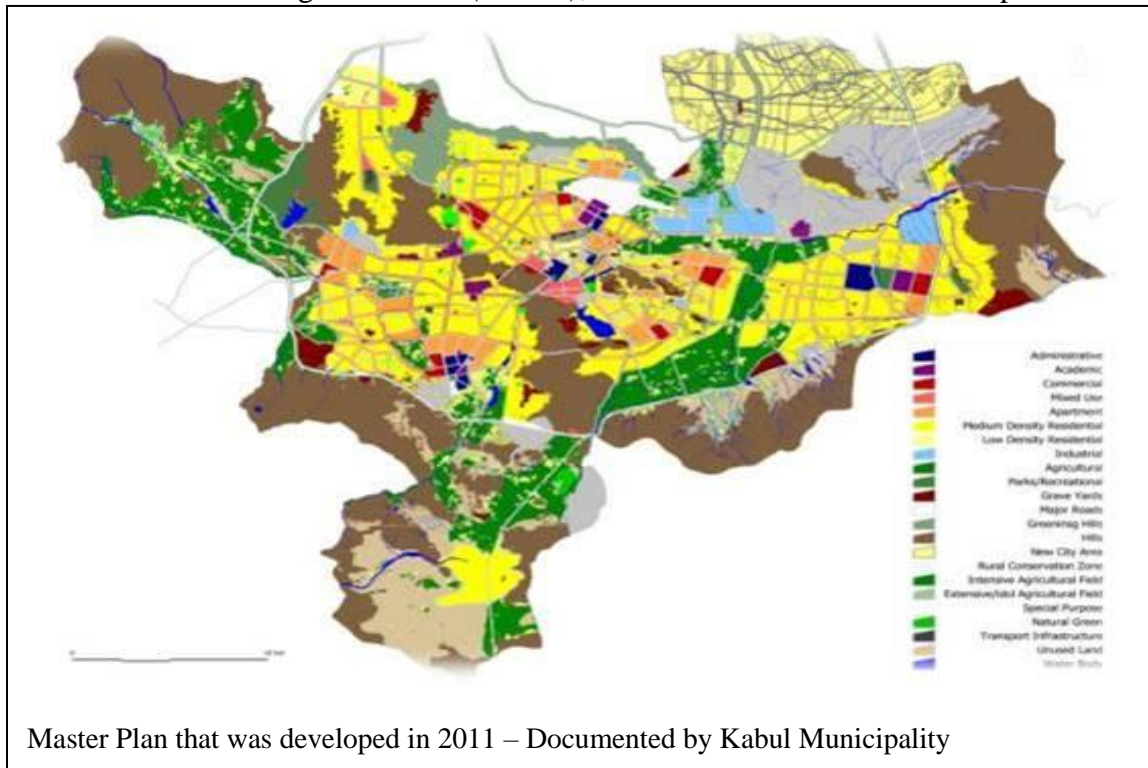 Administrative
Academic
Commercial
Mixed Use
Apartment
Medium Density Residential
Low Density Residential
Industrial
Agricultural
Parks/Recreational
Grave Yards
Major Roads
Greening Hills
Hills
New City Area
Rural Conservation Zone
Intensive Agricultural Field
Extensive/Idol Agricultural Field
Special Purpose
Natural Green
Transport Infrastructure
Unused Land
Water Body
Master Plan that was developed in 2011 – Documented by Kabul Municipality